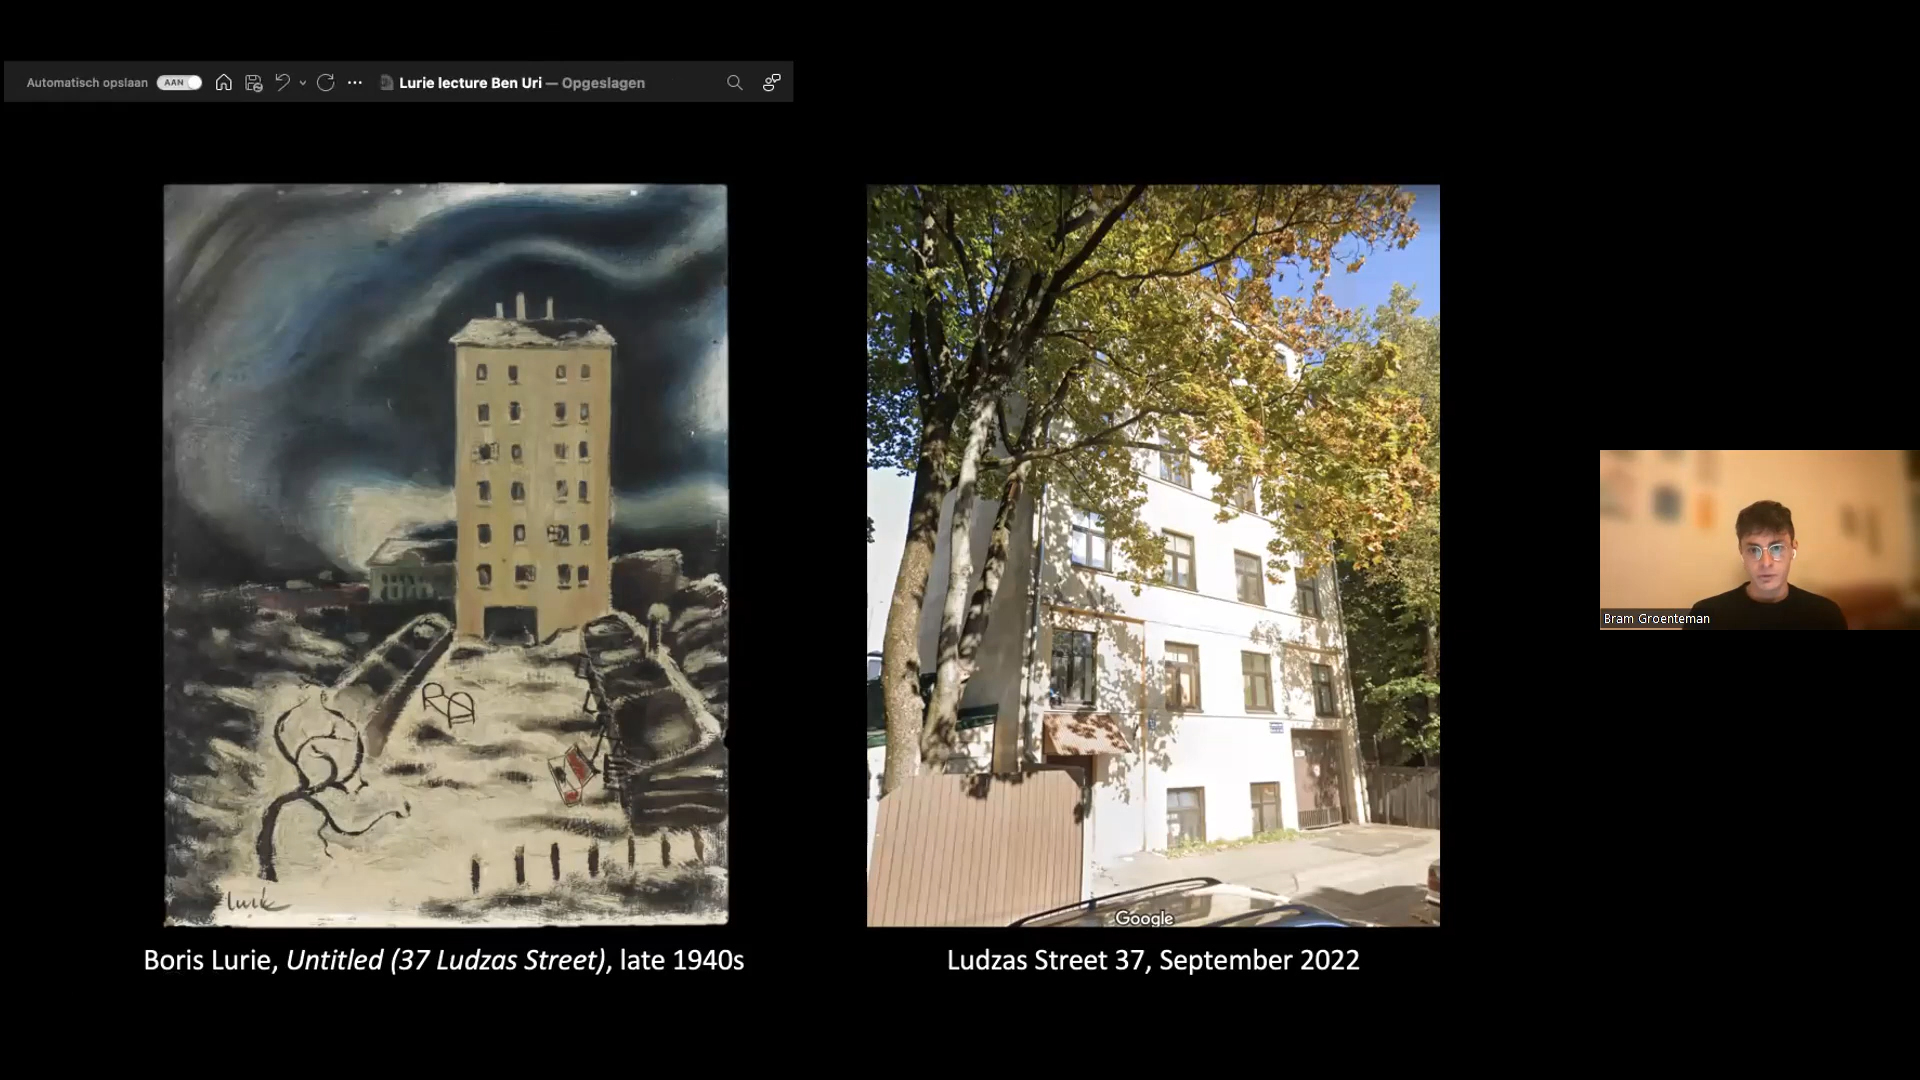 Automatisch opslaan AAN Lurie lecture Ben Uri — Opgeslagen
Lurie
Google
Bram Groenteman
Boris Lurie, Untitled (37 Ludzas Street), late 1940s
Ludzas Street 37, September 2022